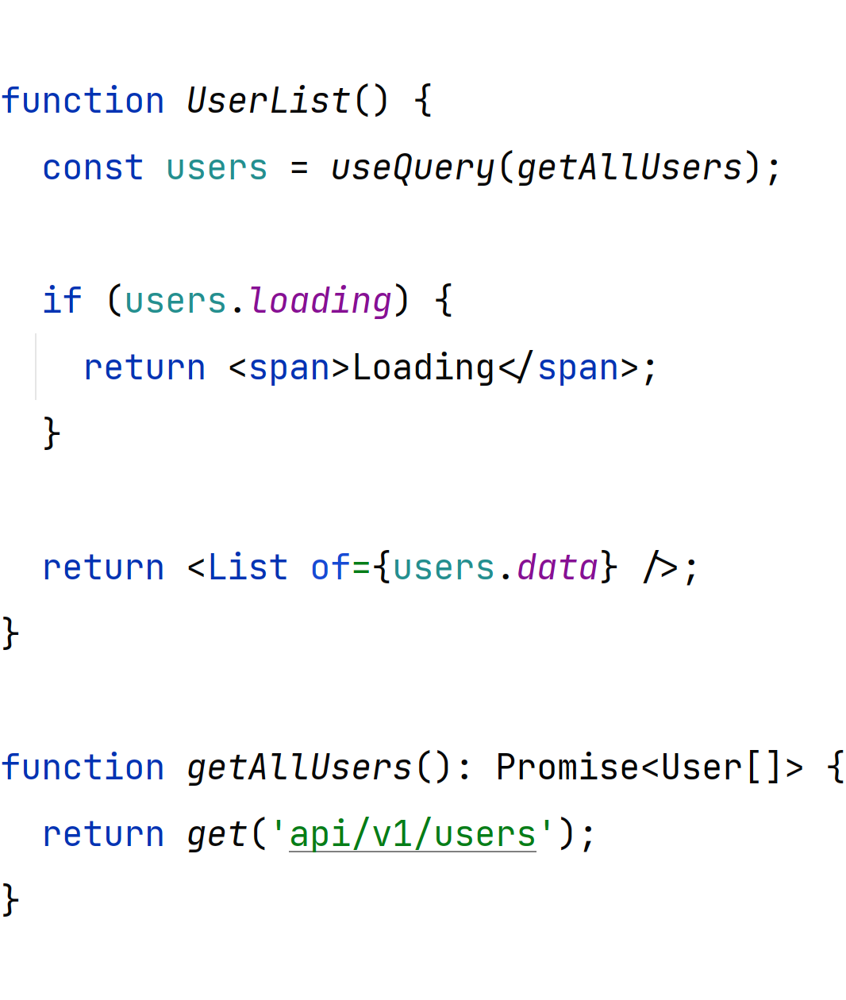 function UserList() {
  const users = useQuery(getAllUsers);

  if (users.loading) {
    return <span>Loading</span>;
  }

  return <List of={users.data} />;
}

function getAllUsers(): Promise<User[]> {
  return get('api/v1/users');
}